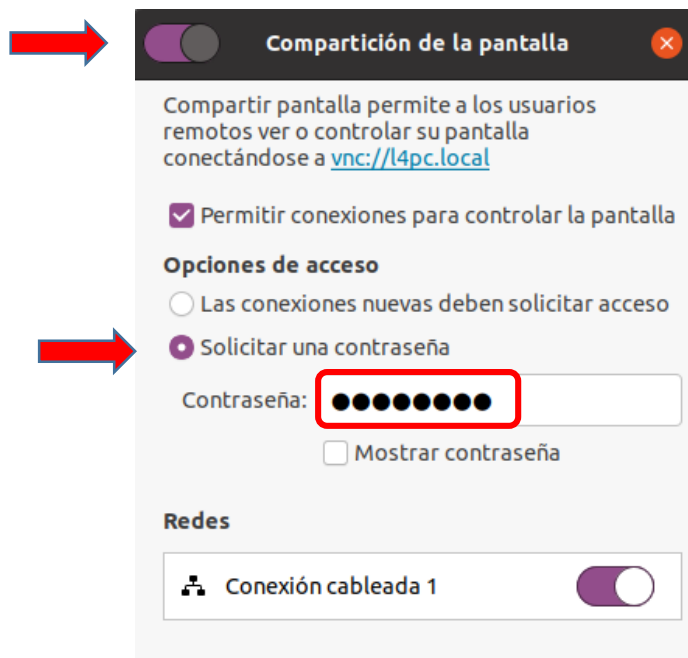 Compartición de la pantalla
Compartir pantalla permite a los usuarios
remotos ver o controlar su pantalla
conectándose a vnc://l4pc.local
Permitir conexiones para controlar la pantalla
Opciones de acceso
Las conexiones nuevas deben solicitar acceso
Solicitar una contraseña
Contraseña: ●●●●●●●●
Mostrar contraseña
Redes
Conexión cableada 1